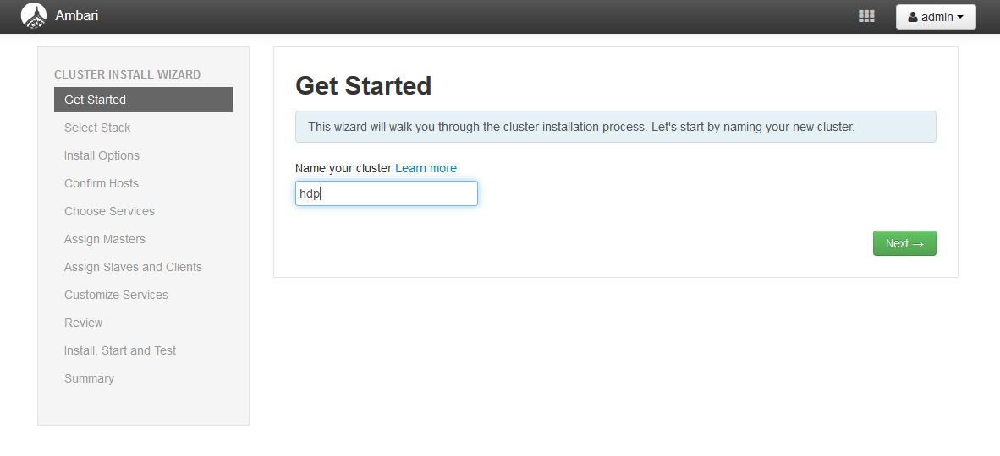 Ambari
admin
CLUSTER INSTALL WIZARD
Get Started
Select Stack
Install Options
Confirm Hosts
Choose Services
Assign Masters
Assign Slaves and Clients
Customize Services
Review
Install, Start and Test
Summary
Get Started
This wizard will walk you through the cluster installation process. Let's start by naming your new cluster.
Name your cluster Learn more
hdp
Next →